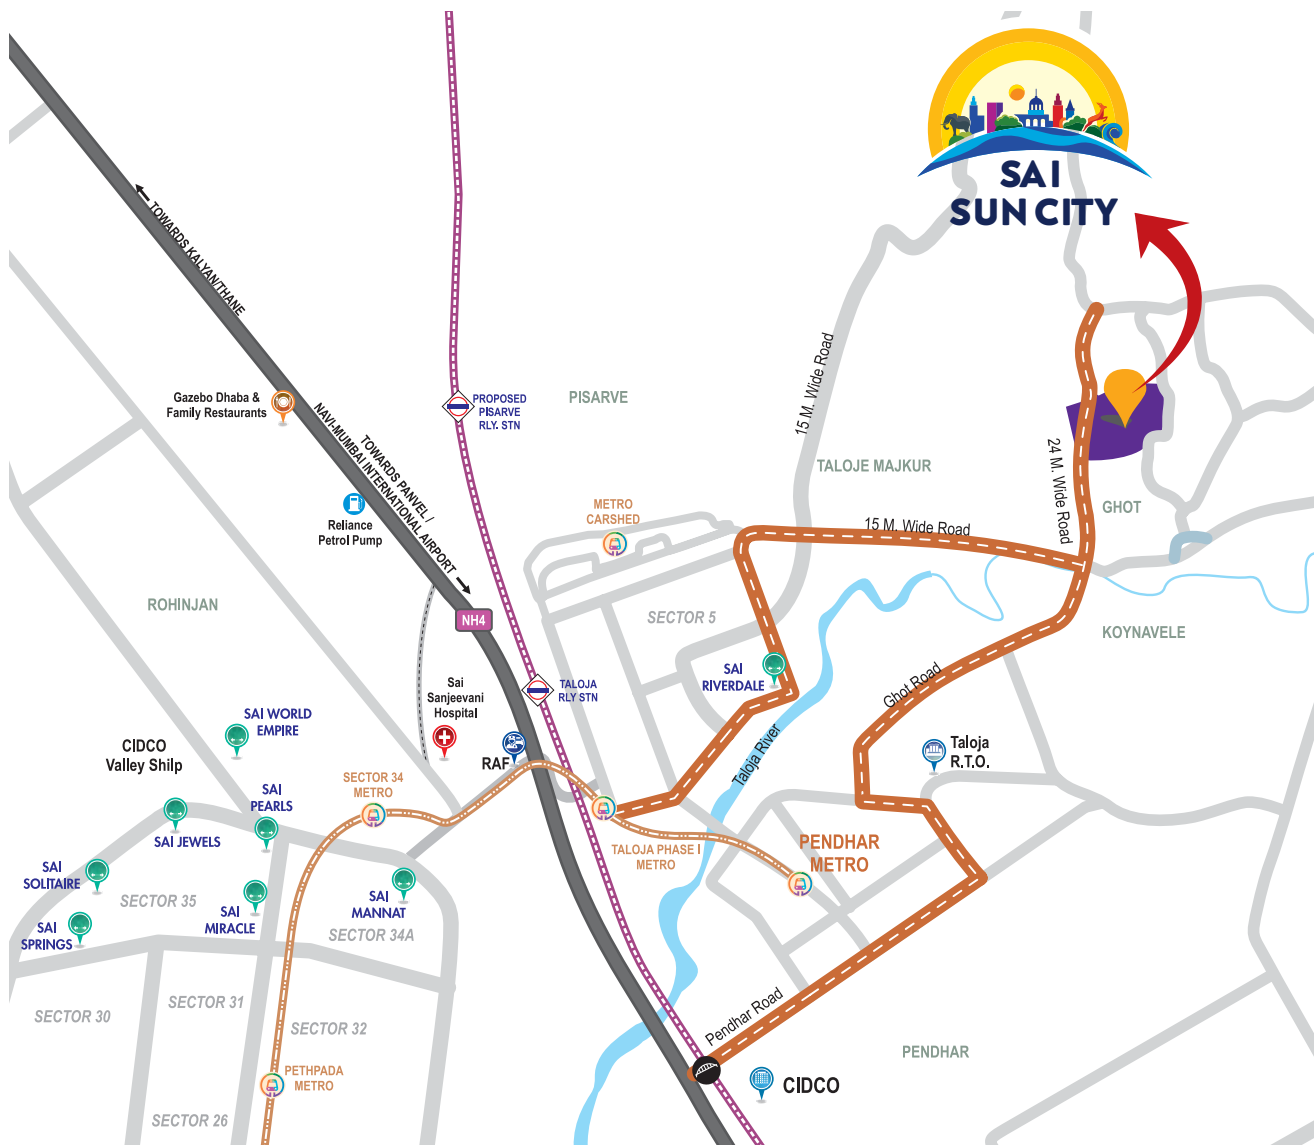 SAI
SUN CITY
TOWARDS KALYAN/THANE
Gazebo Dhaba &
Family Restaurants
PROPOSED
PISARVE
RLY. STN
PISARVE
15 M. Wide Road
TALOJE MAJKUR
24 M. Wide Road
GHOT
TOWARDS PANVEL /
NAVI-MUMBAI INTERNATIONAL AIRPORT
Reliance
Petrol Pump
METRO
CARSHED
15 M. Wide Road
ROHINJAN
NH4
SECTOR 5
KOYNAVELE
Sai
Sanjeevani
Hospital
TALOJA
RLY STN
SAI
RIVERDALE
Ghot Road
SAI WORLD
EMPIRE
CIDCO
Valley Shilp
RAF
Taloja River
Taloja
R.T.O.
SECTOR 34
METRO
SAI
PEARLS
SAI JEWELS
TALOJA PHASE I
METRO
PENDHAR
METRO
SAI
SOLITAIRE
SECTOR 35
SAI
MIRACLE
SAI
MANNAT
SAI
SPRINGS
SECTOR 34A
SECTOR 30
SECTOR 31
SECTOR 32
Pendhar Road
PENDHAR
PETHPADA
METRO
CIDCO
SECTOR 26